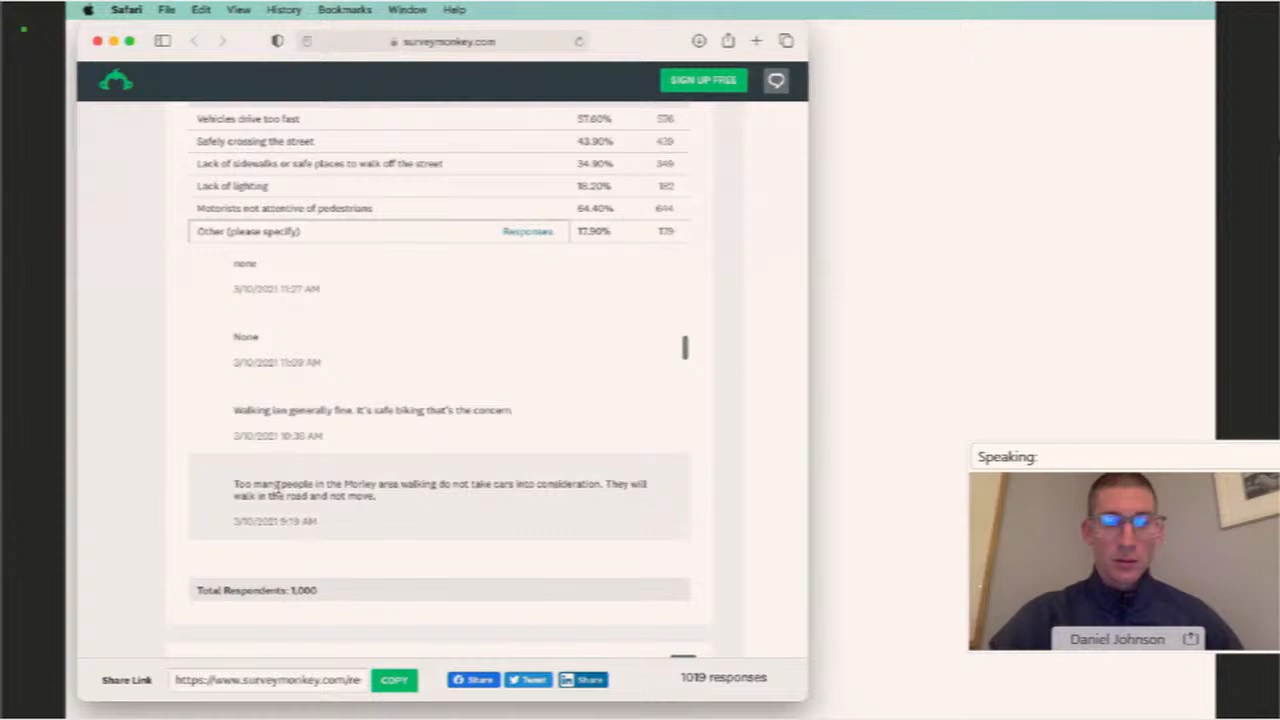 Safari File Edit View History Bookmarks Window Help
surveymonkey.com
SIGN UP FREE
Vehicles drive too fast 57.60% 576
Safely crossing the street 43.90% 439
Lack of sidewalks or safe places to walk off the street 34.90% 349
Lack of lighting 18.20% 182
Motorists not attentive of pedestrians 64.40% 644
Other (please specify) Responses 17.90% 179
none
3/10/2021 11:27 AM
None
3/10/2021 11:09 AM
Walking is generally fine. It's safe biking that's the concern.
3/10/2021 10:36 AM
Too many people in the Morley area walking do not take cars into consideration. They will
walk in the road and not move.
3/10/2021 9:19 AM
Total Respondents: 1,000
Share Link https://www.surveymonkey.com/re COPY Share Tweet Share 1019 responses
Speaking:
Daniel Johnson